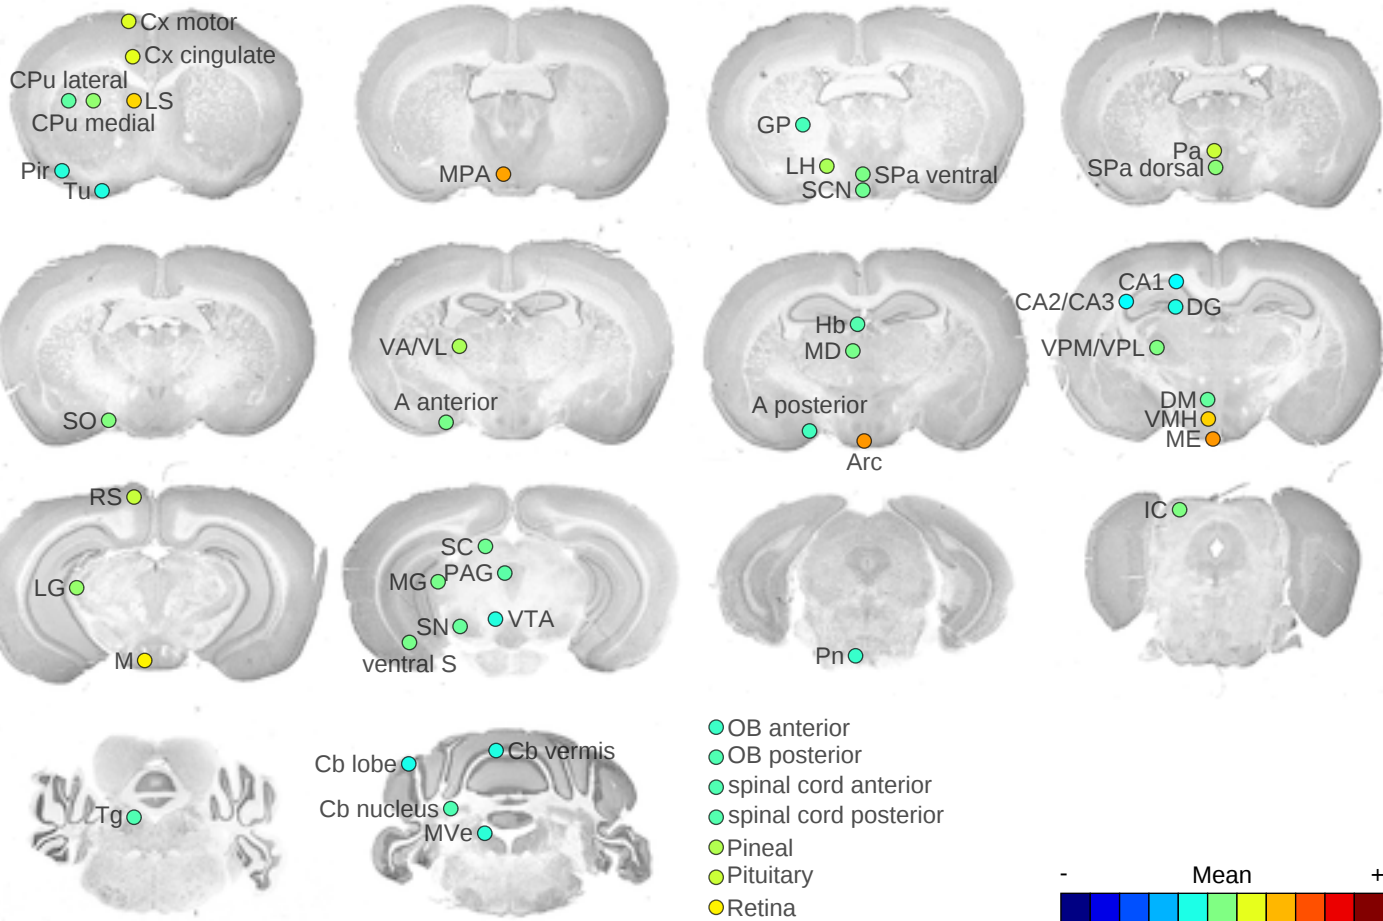 Cx motor
Cx cingulate
CPu lateral
LS
CPu medial
Pir
Tu
MPA
GP
LH
SPa ventral
SCN
Pa
SPa dorsal
SO
VA/VL
A anterior
Hb
MD
A posterior
Arc
CA1
CA2/CA3
DG
VPM/VPL
DM
VMH
ME
RS
LG
M
SC
MG
PAG
SN
VTA
ventral S
Pn
IC
Tg
Cb lobe
Cb vermis
Cb nucleus
MVe
OB anterior
OB posterior
spinal cord anterior
spinal cord posterior
Pineal
Pituitary
Retina
- Mean +